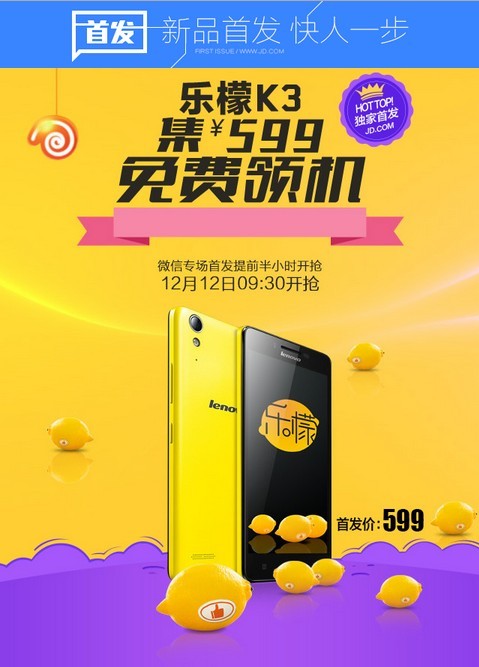 首发
新品首发 快人一步
FIRST ISSUE / WWW.JD.COM
乐檬K3
集¥599
免费领机
HOT TOP!
独家首发
JD.COM
微信专场首发提前半小时开抢
12月12日09:30开抢
lenovo
leno
乐檬
首发价:599